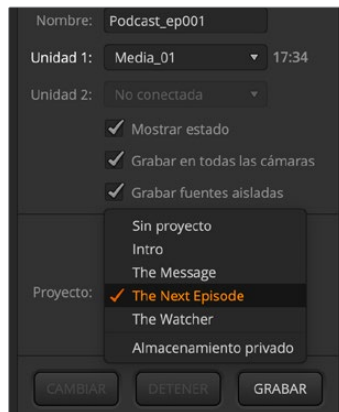 Nombre: Podcast_ep001
Unidad 1: Media_01 17:34
Unidad 2: No conectada
Mostrar estado
Grabar en todas las cámaras
Grabar fuentes aisladas
Sin proyecto
Intro
The Message
Proyecto: The Next Episode
The Watcher
Almacenamiento privado
CAMBIAR DETENER GRABAR